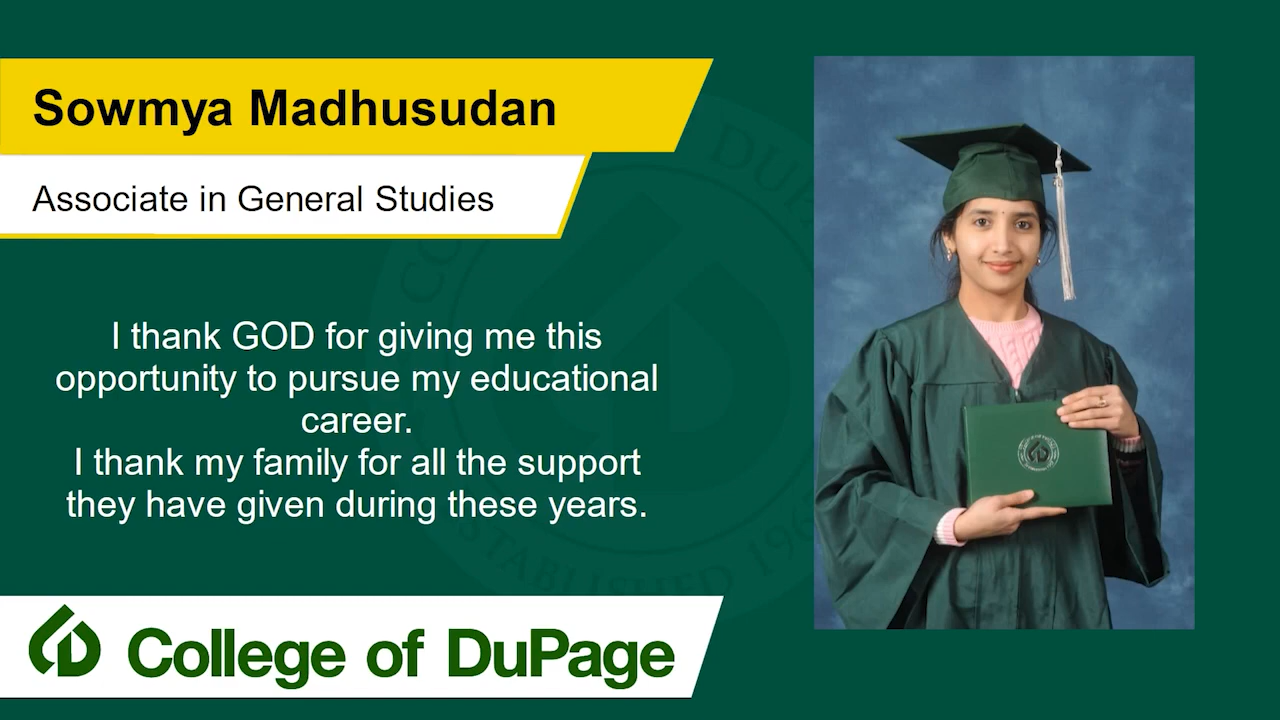 Sowmya Madhusudan
Associate in General Studies
I thank GOD for giving me this
opportunity to pursue my educational
career.
I thank my family for all the support
they have given during these years.
College of DuPage